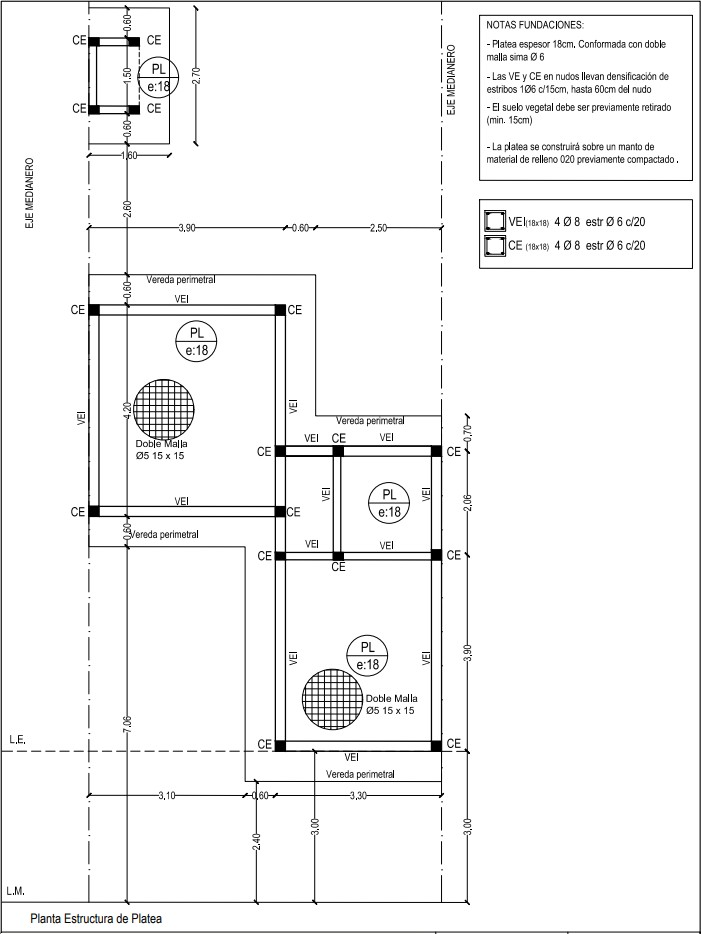 CE
CE
PL
e:18
CE
CE
0.60
1.50
0.60
2.70
1.60
EJE MEDIANERO
EJE MEDIANERO
NOTAS FUNDACIONES:
- Platea espesor 18cm. Conformada con doble
malla sima Ø 6
- Las VE y CE en nudos llevan densificación de
estribos 1Ø6 c/15cm, hasta 60cm del nudo
- El suelo vegetal debe ser previamente retirado
(min. 15cm)
- La platea se construirá sobre un manto de
material de relleno 020 previamente compactado .
VEI(18x18) 4 Ø 8 estr Ø 6 c/20
CE (18x18) 4 Ø 8 estr Ø 6 c/20
2.60
3.90
0.60
2.50
Vereda perimetral
0.60
VEI
CE
CE
PL
e:18
VEI
4.20
VEI
Doble Malla
Ø5 15 x 15
Vereda perimetral
0.70
VEI
CE
VEI
CE
CE
VEI
PL
e:18
VEI
2.06
VEI
CE
CE
0.60
Vereda perimetral
VEI
VEI
CE
CE
CE
PL
e:18
VEI
VEI
3.90
Doble Malla
Ø5 15 x 15
7.06
L.E.
CE
CE
VEI
Vereda perimetral
3.10
0.60
3.30
2.40
3.00
3.00
L.M.
Planta Estructura de Platea